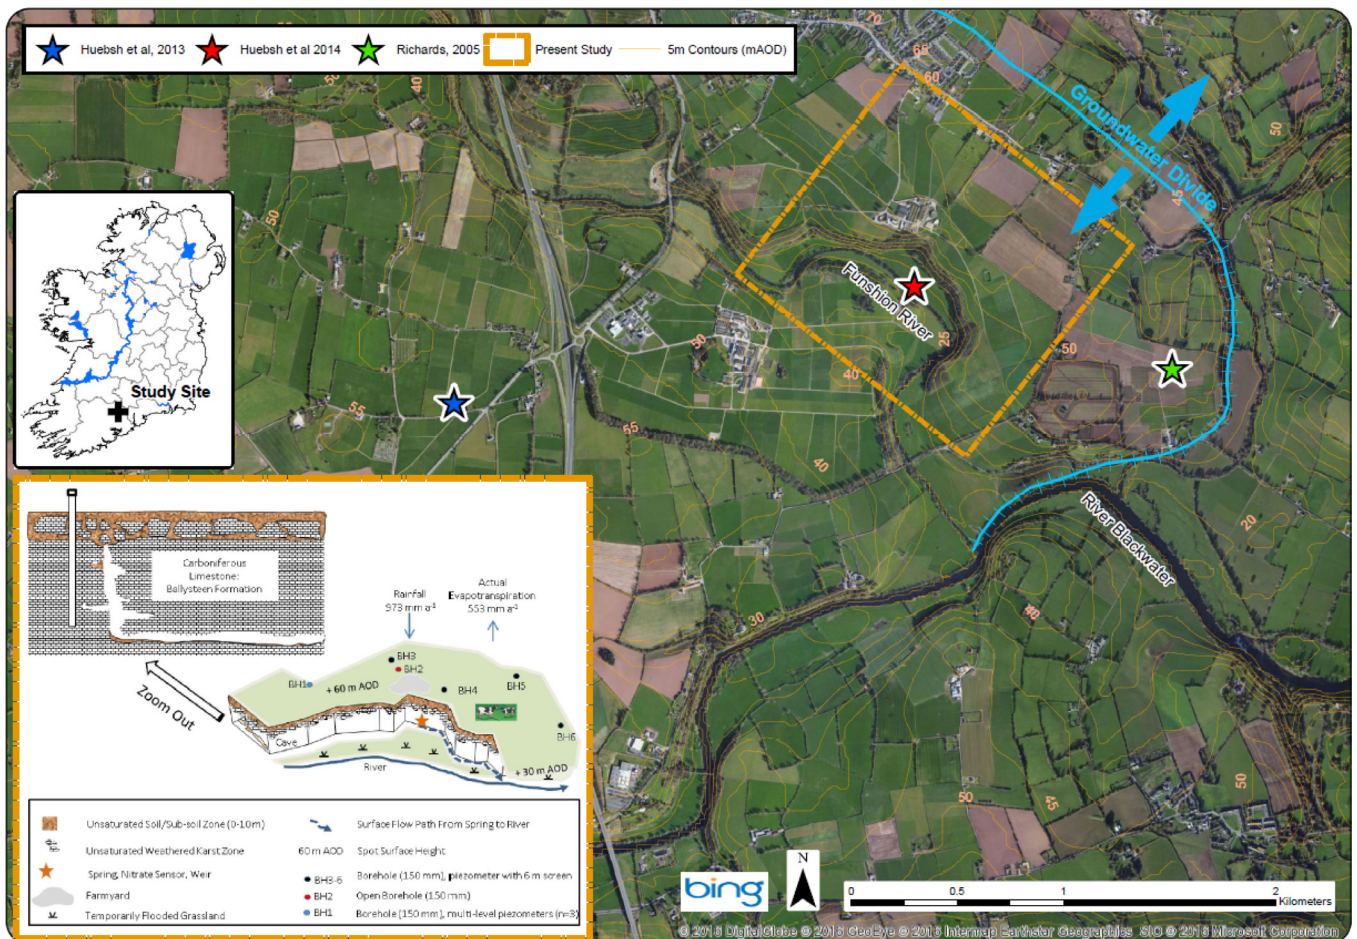 Huebsh et al, 2013
Huebsh et al 2014
Richards, 2005
Present Study
5m Contours (mAOD)
70
65
60
50
40
50
50
45
Groundwater Divide
Funshion River
25
50
50
40
55
55
40
Study Site
River Blackwater
20
30
40
50
45
50
Carboniferous
Limestone:
Ballysteen Formation
Rainfall
973 mm a-1
Actual
Evapotranspiration
553 mm a-1
Zoom Out
BH3
BH2
BH1
+ 60 m AOD
BH4
BH5
BH6
Cave
River
+ 30 m AOD
Unsaturated Soil/Sub-soil Zone (0-10m)
Surface Flow Path From Spring to River
Unsaturated Weathered Karst Zone
60 m AOD
Spot Surface Height
Spring, Nitrate Sensor, Weir
BH3-6
Borehole (150 mm), piezometer with 6 m screen
Farmyard
BH2
Open Borehole (150 mm)
Temporarily Flooded Grassland
BH1
Borehole (150 mm), multi-level piezometers (n=3)
bing
N
0
0.5
1
2
Kilometers
© 2016 DigitalGlobe © 2016 GeoEye © 2016 Intermap Earthstar Geographics SIO © 2016 Microsoft Corporation